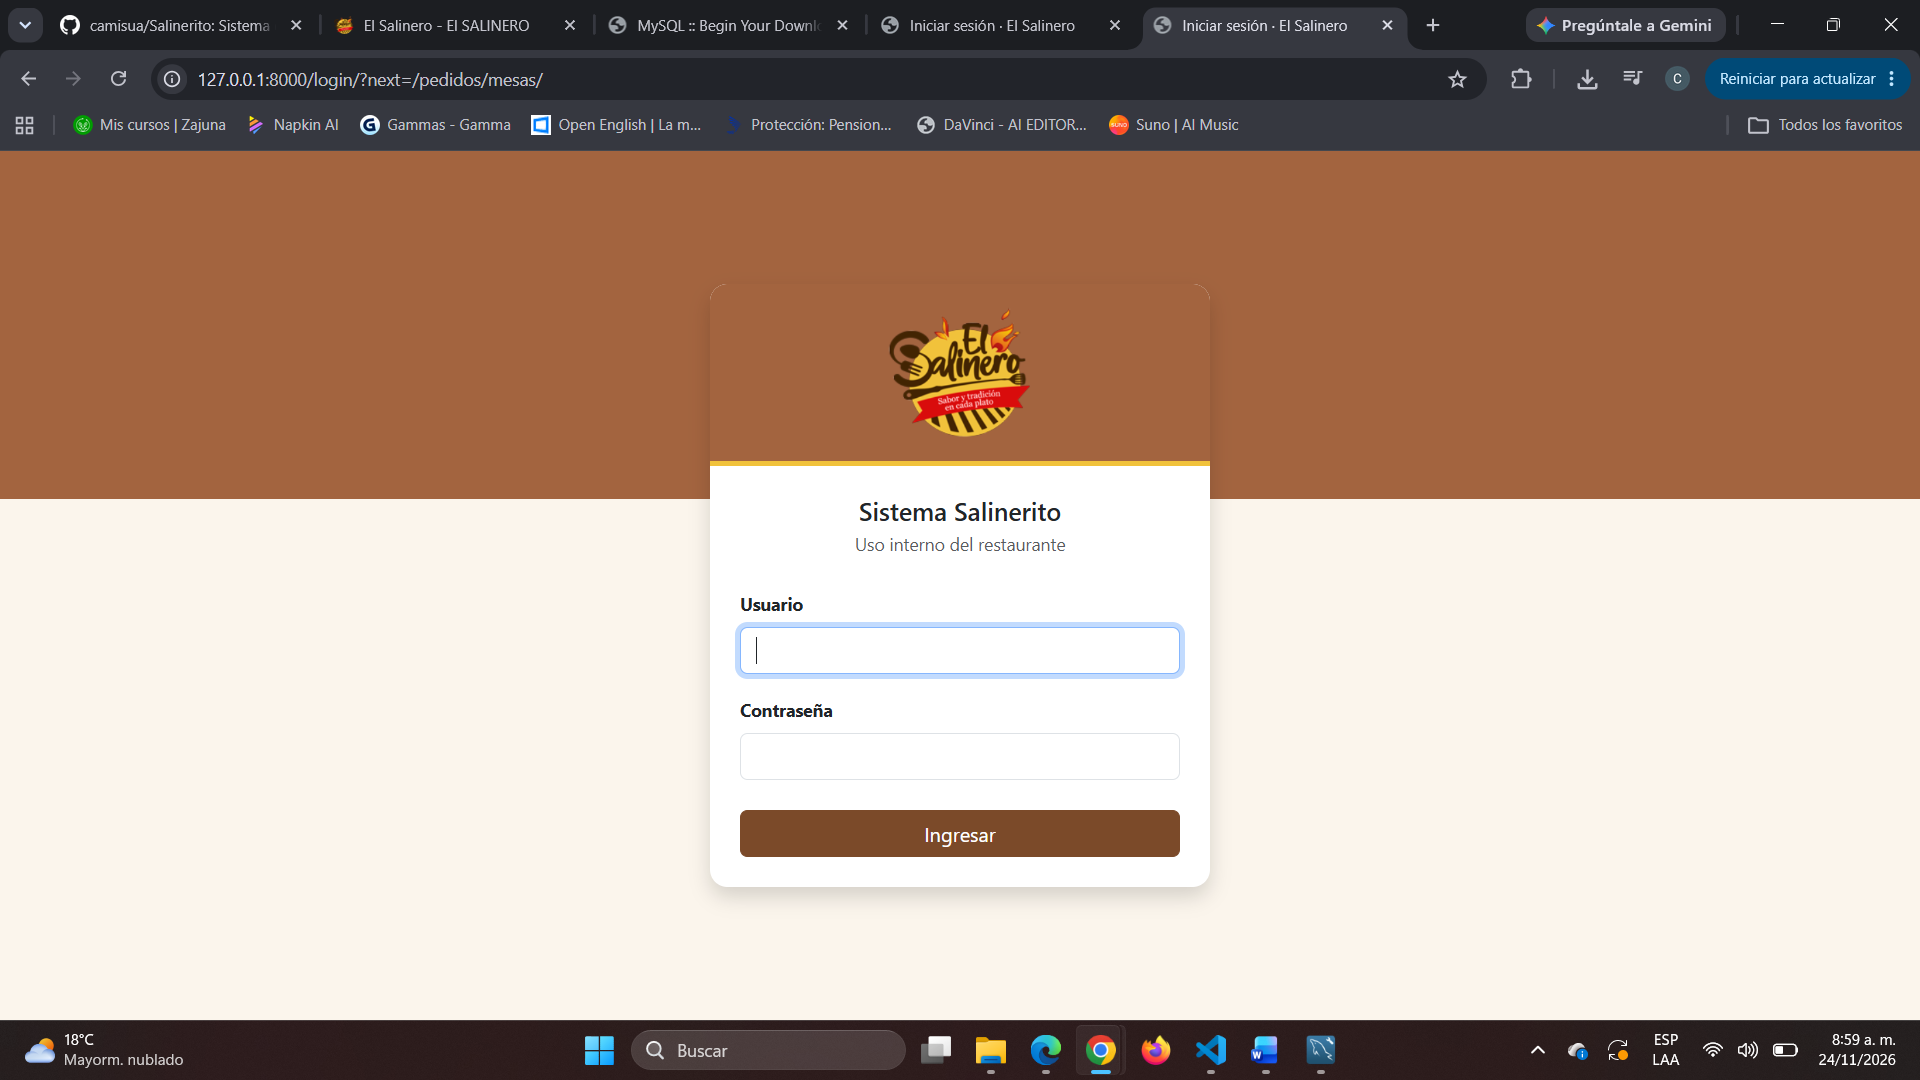 camisua/Salinerito: Sistema
El Salinero - El SALINERO
MySQL :: Begin Your Downlo
Iniciar sesión · El Salinero
Iniciar sesión · El Salinero
Pregúntale a Gemini
127.0.0.1:8000/login/?next=/pedidos/mesas/
C
Reiniciar para actualizar
Mis cursos | Zajuna
Napkin AI
Gammas - Gamma
Open English | La m...
Protección: Pension...
DaVinci - AI EDITOR...
Suno | AI Music
Todos los favoritos
El
Salinero
Sabor y tradición
en cada plato
Sistema Salinerito
Uso interno del restaurante
Usuario
Contraseña
Ingresar
18°C
Mayorm. nublado
Buscar
ESP
LAA
8:59 a. m.
24/11/2026